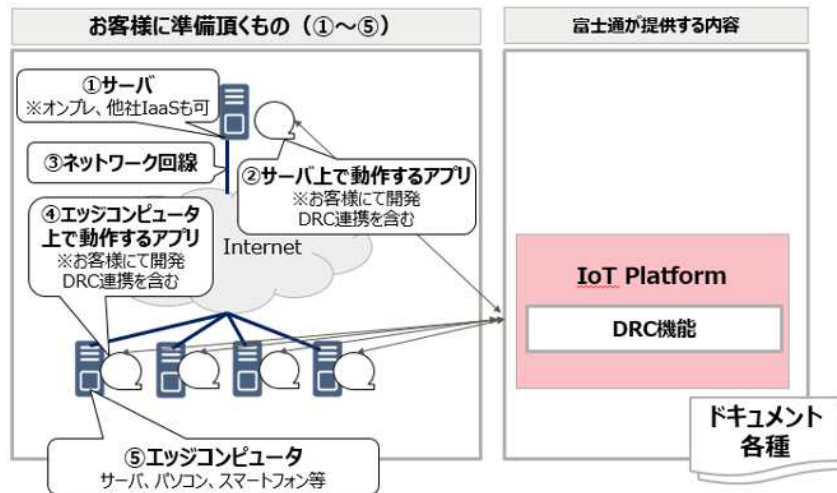 お客様に準備頂くもの（①～⑤）
富士通が提供する内容
①サーバ
※オンプレ、他社IaaSも可
③ネットワーク回線
②サーバ上で動作するアプリ
※お客様にて開発
DRC連携を含む
④エッジコンピュータ
上で動作するアプリ
※お客様にて開発
DRC連携を含む
Internet
IoT Platform
DRC機能
⑤エッジコンピュータ
サーバ、パソコン、スマートフォン等
ドキュメント
各種